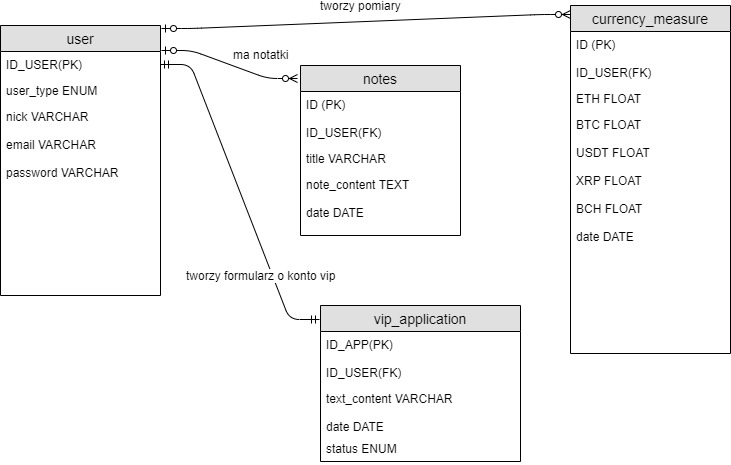 tworzy pomiary
user
ID_USER(PK)
user_type ENUM
nick VARCHAR
email VARCHAR
password VARCHAR
ma notatki
notes
ID (PK)
ID_USER(FK)
title VARCHAR
note_content TEXT
date DATE
currency_measure
ID (PK)
ID_USER(FK)
ETH FLOAT
BTC FLOAT
USDT FLOAT
XRP FLOAT
BCH FLOAT
date DATE
tworzy formularz o konto vip
vip_application
ID_APP(PK)
ID_USER(FK)
text_content VARCHAR
date DATE
status ENUM